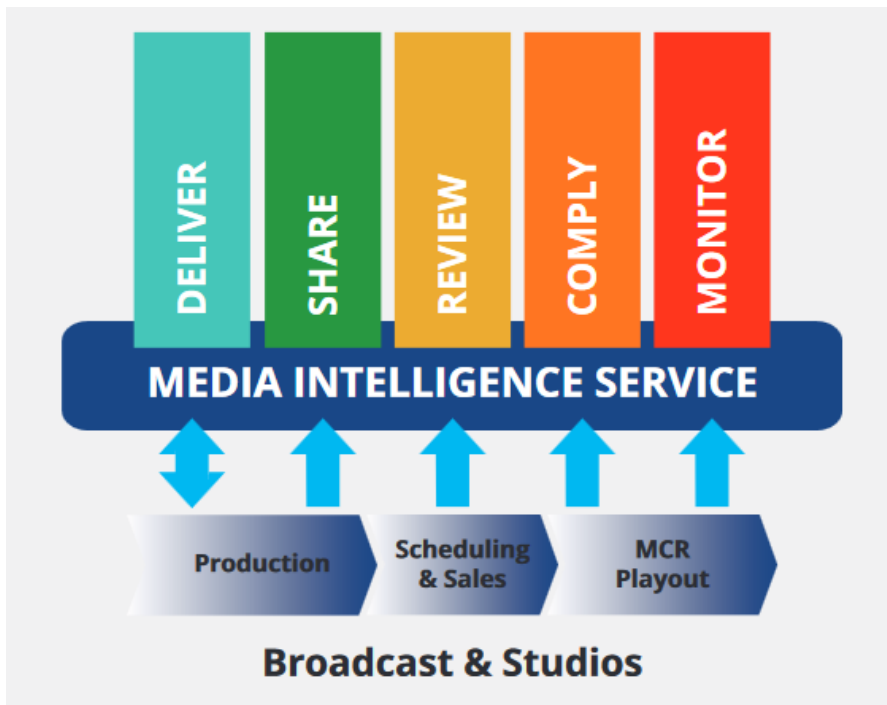 DELIVER
SHARE
REVIEW
COMPLY
MONITOR
MEDIA INTELLIGENCE SERVICE
Production
Scheduling
& Sales
MCR
Playout
Broadcast & Studios